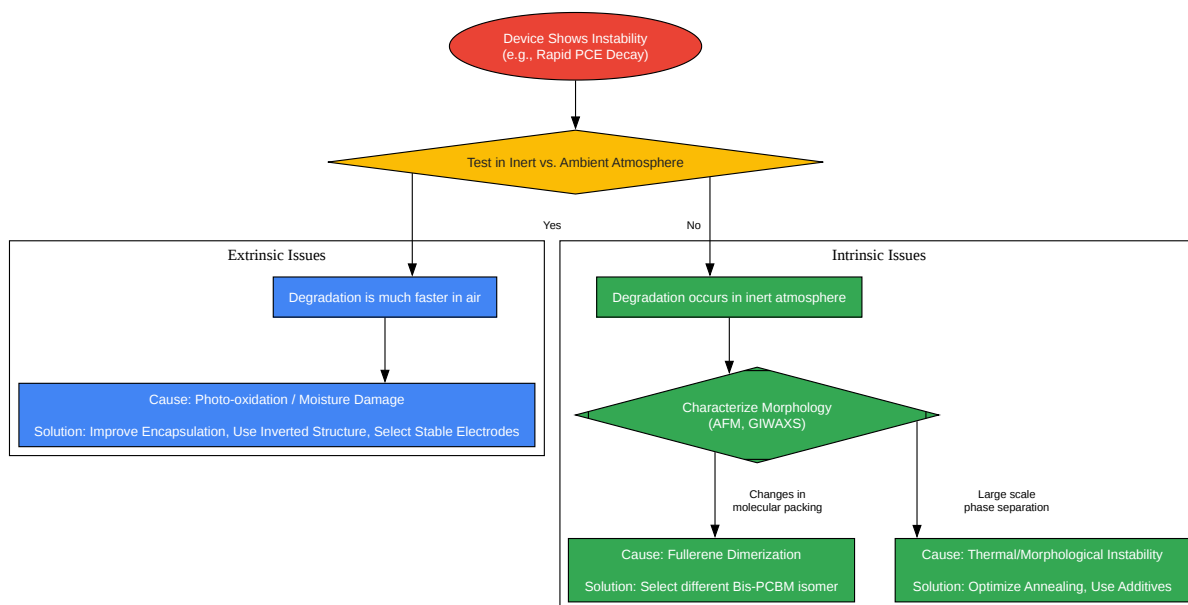 Device Shows Instability
(e.g., Rapid PCE Decay)
Test in Inert vs. Ambient Atmosphere
Yes
No
Extrinsic Issues
Degradation is much faster in air
Cause: Photo-oxidation / Moisture Damage
Solution: Improve Encapsulation, Use Inverted Structure, Select Stable Electrodes
Intrinsic Issues
Degradation occurs in inert atmosphere
Characterize Morphology
(AFM, GIWAXS)
Changes in
molecular packing
Large scale
phase separation
Cause: Fullerene Dimerization
Solution: Select different Bis-PCBM isomer
Cause: Thermal/Morphological Instability
Solution: Optimize Annealing, Use Additives